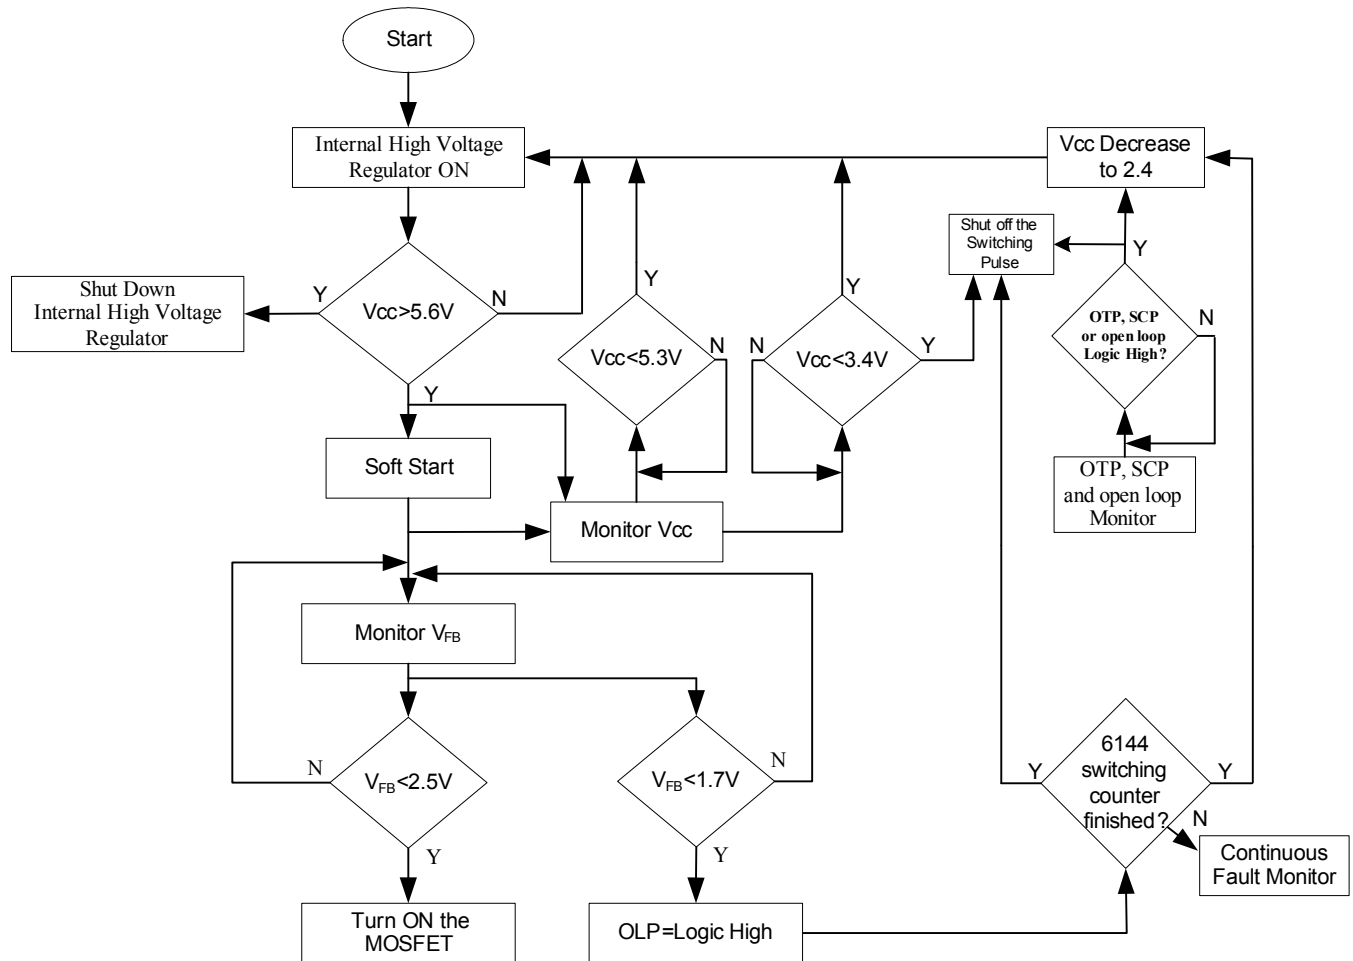 Start
Internal High Voltage
Regulator ON
Vcc Decrease
to 2.4
Shut off the
Switching
Pulse
Y
Shut Down
Internal High Voltage
Regulator
Y
Vcc>5.6V
N
Y
Vcc<5.3V
N
Y
N
Vcc<3.4V
Y
OTP, SCP
or open loop
Logic High?
N
Y
Soft Start
Monitor Vcc
OTP, SCP
and open loop
Monitor
Monitor VFB
N
VFB<2.5V
Y
VFB<1.7V
N
Y
Y
6144
switching
counter
finished?
Y
N
Continuous
Fault Monitor
Turn ON the
MOSFET
OLP=Logic High